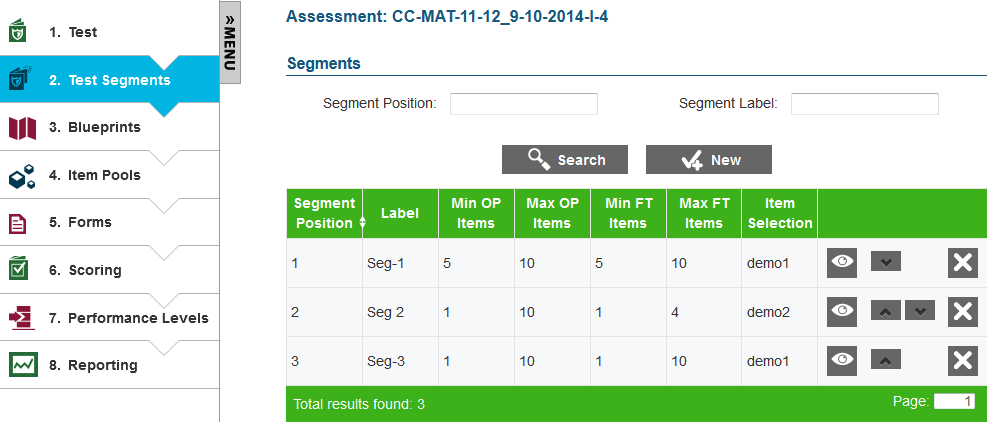 1. Test
2. Test Segments
3. Blueprints
4. Item Pools
5. Forms
6. Scoring
7. Performance Levels
8. Reporting
» MENU
Assessment: CC-MAT-11-12_9-10-2014-I-4
Segments
Segment Position: Segment Label:
Search New
Segment Position Label Min OP Items Max OP Items Min FT Items Max FT Items Item Selection
1 Seg-1 5 10 5 10 demo1
2 Seg 2 1 10 1 4 demo2
3 Seg-3 1 10 1 10 demo1
Total results found: 3 Page: 1